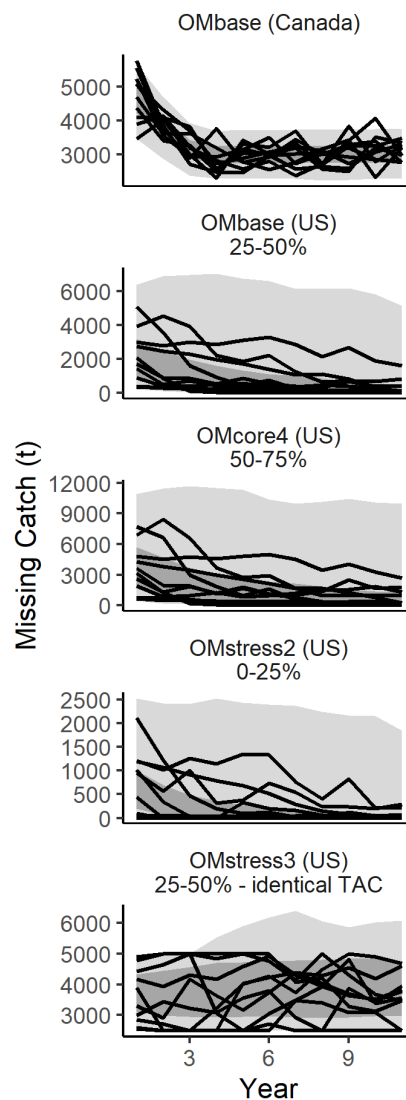 OMbase (Canada)
5000
4000
3000
OMbase (US)
25-50%
6000
4000
2000
0
OMcore4 (US)
50-75%
12000
9000
6000
3000
0
Missing Catch (t)
OMstress2 (US)
0-25%
2500
2000
1500
1000
500
0
OMstress3 (US)
25-50% - identical TAC
6000
5000
4000
3000
3 6 9
Year